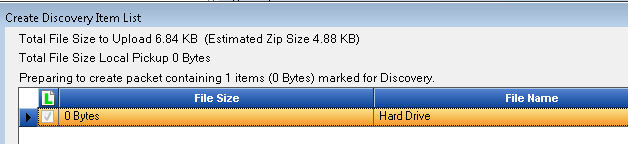 Create Discovery Item List
Total File Size to Upload 6.84 KB (Estimated Zip Size 4.88 KB)
Total File Size Local Pickup 0 Bytes
Preparing to create packet containing 1 items (0 Bytes) marked for Discovery.
L File Size File Name
0 Bytes Hard Drive